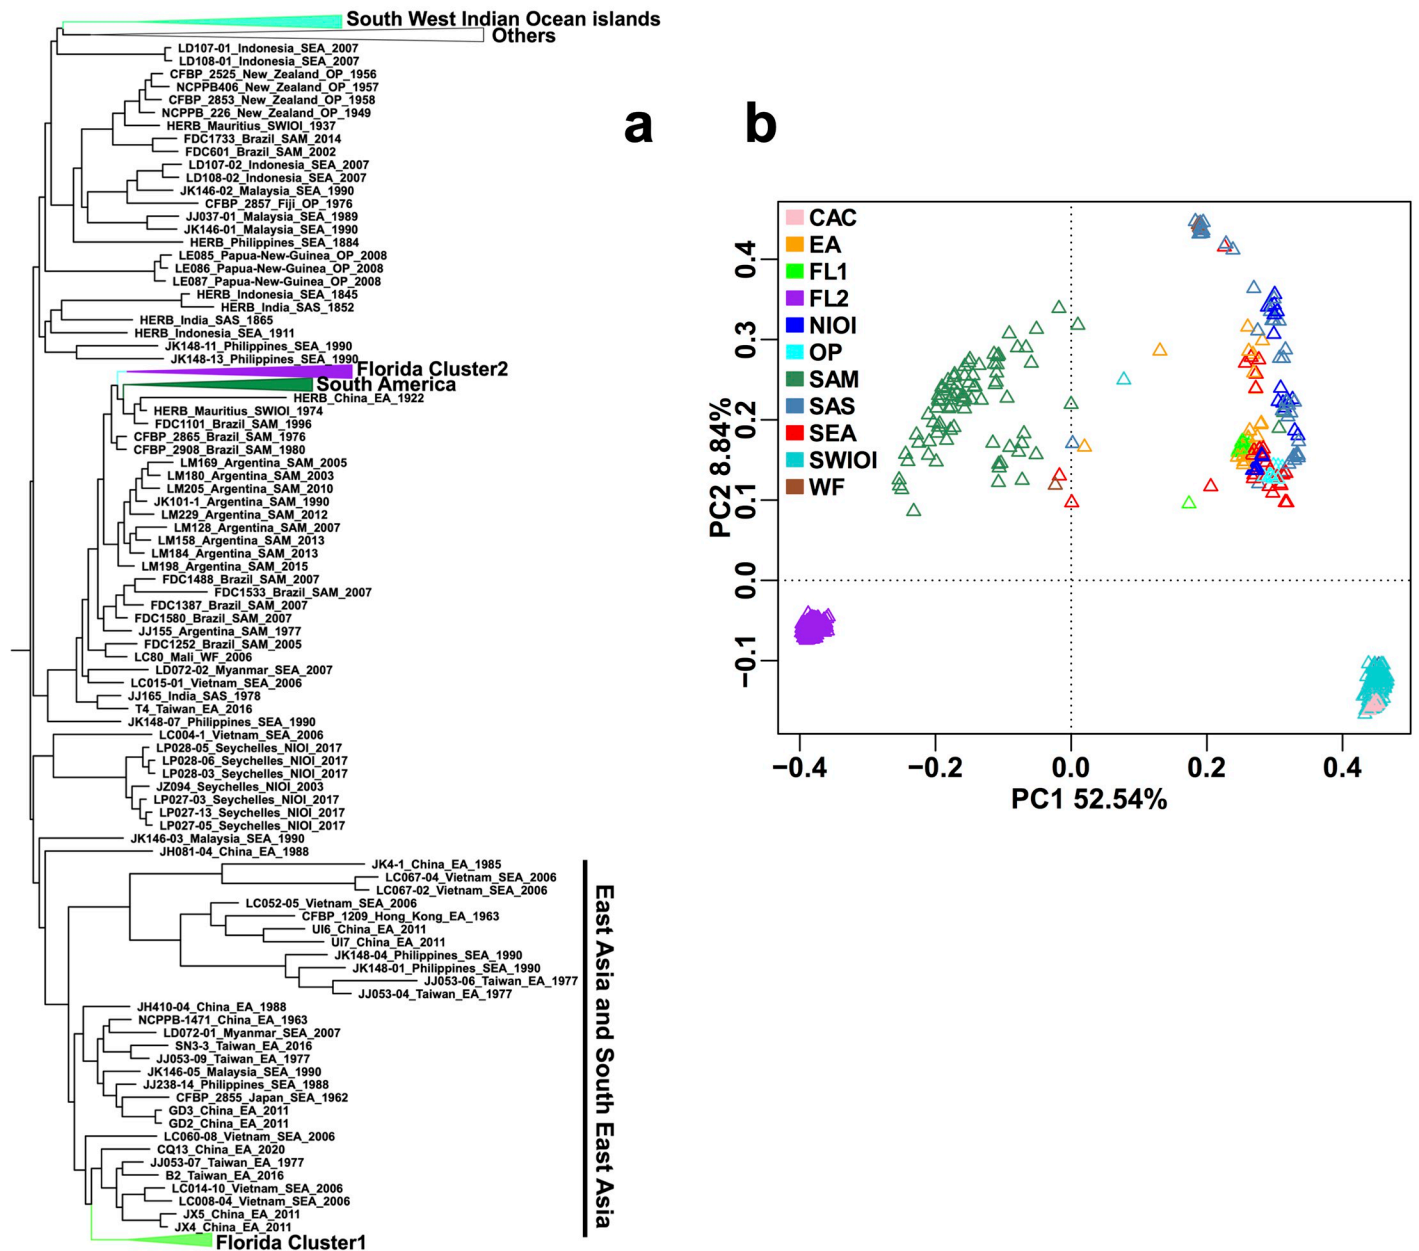 South West Indian Ocean islands
Others
LD107-01_Indonesia_SEA_2007
LD108-01_Indonesia_SEA_2007
CFBP_2525_New_Zealand_OP_1956
NCPPB406_New_Zealand_OP_1957
CFBP_2853_New_Zealand_OP_1958
NCPPB_226_New_Zealand_OP_1949
HERB_Mauritius_SWIOI_1937
FDC1733_Brazil_SAM_2014
FDC601_Brazil_SAM_2002
LD107-02_Indonesia_SEA_2007
LD108-02_Indonesia_SEA_2007
JK146-02_Malaysia_SEA_1990
CFBP_2857_Fiji_OP_1976
JJ037-01_Malaysia_SEA_1989
JK146-01_Malaysia_SEA_1990
HERB_Philippines_SEA_1884
LE085_Papua-New-Guinea_OP_2008
LE086_Papua-New-Guinea_OP_2008
LE087_Papua-New-Guinea_OP_2008
HERB_Indonesia_SEA_1845
HERB_India_SAS_1852
HERB_India_SAS_1865
HERB_Indonesia_SEA_1911
JK148-11_Philippines_SEA_1990
JK148-13_Philippines_SEA_1990
Florida Cluster2
South America
HERB_China_EA_1922
HERB_Mauritius_SWIOI_1974
FDC1101_Brazil_SAM_1996
CFBP_2865_Brazil_SAM_1976
CFBP_2908_Brazil_SAM_1980
LM169_Argentina_SAM_2005
LM180_Argentina_SAM_2003
LM205_Argentina_SAM_2010
JK101-1_Argentina_SAM_1990
LM229_Argentina_SAM_2012
LM128_Argentina_SAM_2007
LM158_Argentina_SAM_2013
LM184_Argentina_SAM_2013
LM198_Argentina_SAM_2015
FDC1488_Brazil_SAM_2007
FDC1533_Brazil_SAM_2007
FDC1387_Brazil_SAM_2007
FDC1580_Brazil_SAM_2007
JJ155_Argentina_SAM_1977
FDC1252_Brazil_SAM_2005
LC80_Mali_WF_2006
LD072-02_Myanmar_SEA_2007
LC015-01_Vietnam_SEA_2006
JJ165_India_SAS_1978
T4_Taiwan_EA_2016
JK148-07_Philippines_SEA_1990
LC004-1_Vietnam_SEA_2006
LP028-05_Seychelles_NIOI_2017
LP028-06_Seychelles_NIOI_2017
LP028-03_Seychelles_NIOI_2017
JZ094_Seychelles_NIOI_2003
LP027-03_Seychelles_NIOI_2017
LP027-13_Seychelles_NIOI_2017
LP027-05_Seychelles_NIOI_2017
JK146-03_Malaysia_SEA_1990
JH081-04_China_EA_1988
JK4-1_China_EA_1985
LC067-04_Vietnam_SEA_2006
LC067-02_Vietnam_SEA_2006
LC052-05_Vietnam_SEA_2006
CFBP_1209_Hong_Kong_EA_1963
UI6_China_EA_2011
UI7_China_EA_2011
JK148-04_Philippines_SEA_1990
JK148-01_Philippines_SEA_1990
JJ053-06_Taiwan_EA_1977
JJ053-04_Taiwan_EA_1977
JH410-04_China_EA_1988
NCPPB-1471_China_EA_1963
LD072-01_Myanmar_SEA_2007
SN3-3_Taiwan_EA_2016
JJ053-09_Taiwan_EA_1977
JK146-05_Malaysia_SEA_1990
JJ238-14_Philippines_SEA_1988
CFBP_2855_Japan_SEA_1962
GD3_China_EA_2011
GD2_China_EA_2011
LC060-08_Vietnam_SEA_2006
CQ13_China_EA_2020
JJ053-07_Taiwan_EA_1977
B2_Taiwan_EA_2016
LC014-10_Vietnam_SEA_2006
LC008-04_Vietnam_SEA_2006
JX5_China_EA_2011
JX4_China_EA_2011
Florida Cluster1
East Asia and South East Asia
a
b
CAC
EA
FL1
FL2
NIOI
OP
SAM
SAS
SEA
SWIOI
WF
PC2 8.84%
0.4
0.3
0.2
0.1
0.0
−0.1
−0.4
−0.2
0.0
0.2
0.4
PC1 52.54%